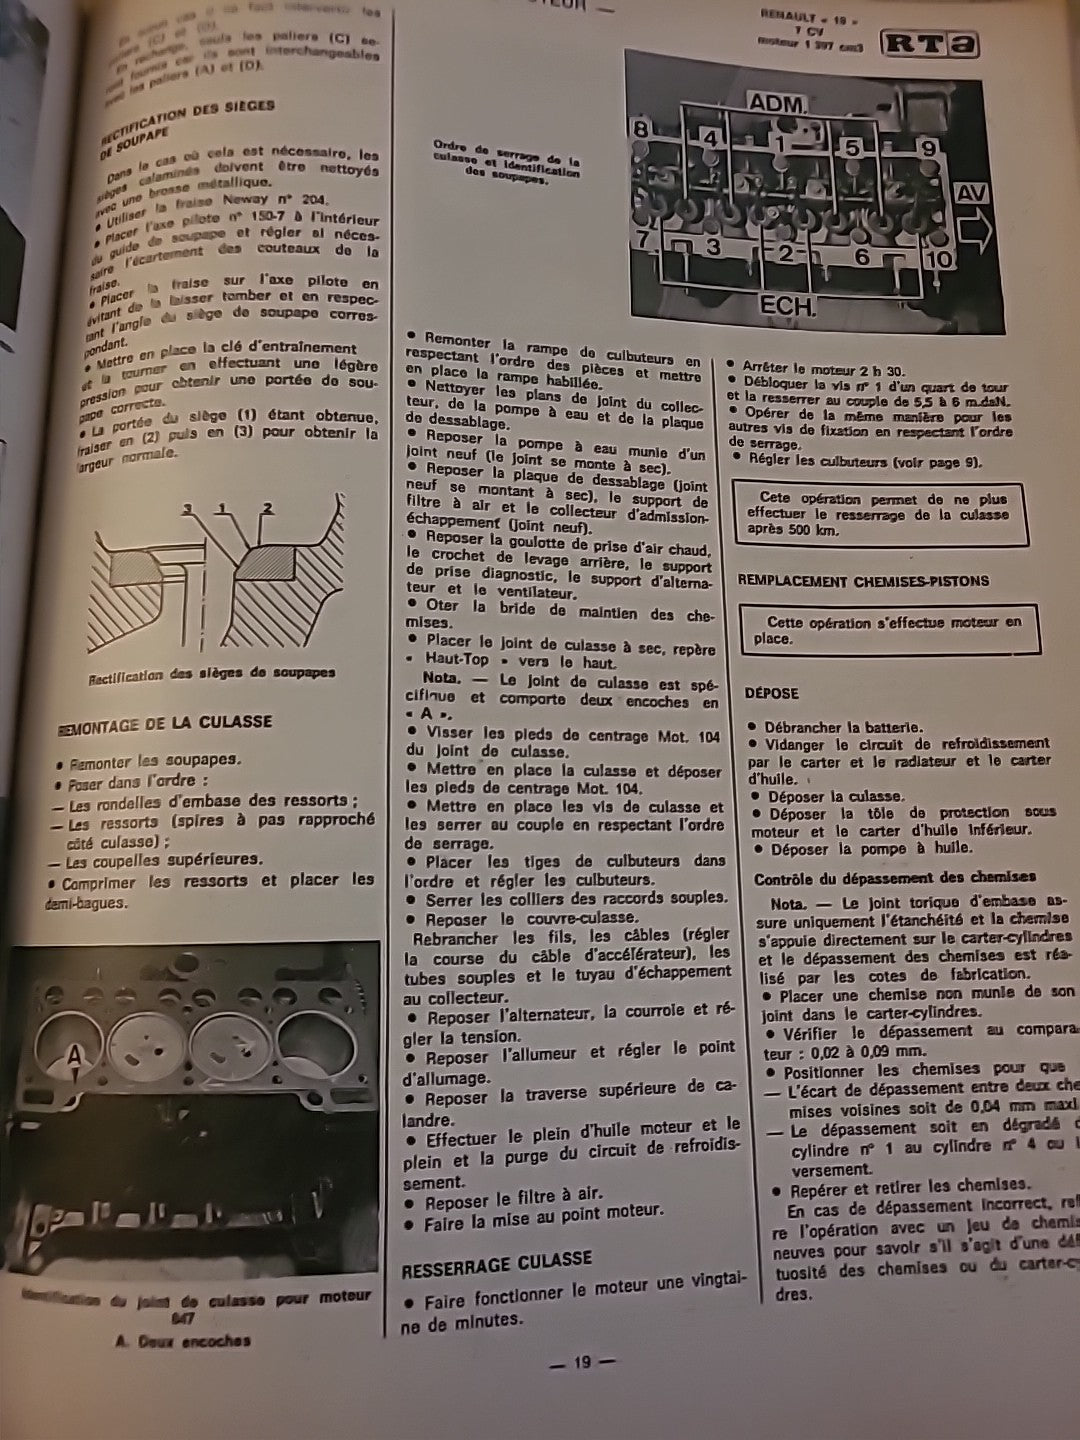 RENAULT « 19 »
7 CV
moteur 1 397 cm3
RTA
seuls les paliers (C) se-
sont interchangeables
avec les paliers (A) et (D).
RECTIFICATION DES SIÈGES
DE SOUPAPE
Dans le cas où cela est nécessaire, les
sièges calaminés doivent être nettoyés
avec une brosse métallique.
• Utiliser la fraise Neway n° 204.
• Placer l'axe pilote n° 150-7 à l'intérieur
du guide de soupape et régler si néces-
saire l'écartement des couteaux de la
fraise.
• Placer la fraise sur l'axe pilote en
évitant de la laisser tomber et en respec-
tant l'angle du siège de soupape corres-
pondant.
• Mettre en place la clé d'entraînement
et la tourner en effectuant une légère
pression pour obtenir une portée de sou-
pape correcte.
• La portée du siège (1) étant obtenue,
fraiser en (2) puis en (3) pour obtenir la
largeur normale.
3 1 2
Rectification des sièges de soupapes
REMONTAGE DE LA CULASSE
• Remonter les soupapes.
• Poser dans l'ordre :
— Les rondelles d'embase des ressorts ;
— Les ressorts (spires à pas rapproché
côté culasse) ;
— Les coupelles supérieures.
• Comprimer les ressorts et placer les
demi-bagues.
A
Identification du joint de culasse pour moteur
847
A. Deux encoches
Ordre de serrage de la
culasse et identification
des soupapes.
ADM.
8 4 1 5 9
AV
7 3 2 6 10
ECH.
• Remonter la rampe de culbuteurs en
respectant l'ordre des pièces et mettre
en place la rampe habillée.
• Nettoyer les plans de joint du collec-
teur, de la pompe à eau et de la plaque
de dessablage.
• Reposer la pompe à eau munie d'un
joint neuf (le joint se monte à sec).
• Reposer la plaque de dessablage (joint
neuf se montant à sec), le support de
filtre à air et le collecteur d'admission-
échappement (joint neuf).
• Reposer la goulotte de prise d'air chaud,
le crochet de levage arrière, le support
de prise diagnostic, le support d'alterna-
teur et le ventilateur.
• Oter la bride de maintien des che-
mises.
• Placer le joint de culasse à sec, repère
« Haut-Top » vers le haut.
Nota. — Le joint de culasse est spé-
cifique et comporte deux encoches en
« A ».
• Visser les pieds de centrage Mot. 104
du joint de culasse.
• Mettre en place la culasse et déposer
les pieds de centrage Mot. 104.
• Mettre en place les vis de culasse et
les serrer au couple en respectant l'ordre
de serrage.
• Placer les tiges de culbuteurs dans
l'ordre et régler les culbuteurs.
• Serrer les colliers des raccords souples.
• Reposer le couvre-culasse.
Rebrancher les fils, les câbles (régler
la course du câble d'accélérateur), les
tubes souples et le tuyau d'échappement
au collecteur.
• Reposer l'alternateur, la courroie et ré-
gler la tension.
• Reposer l'allumeur et régler le point
d'allumage.
• Reposer la traverse supérieure de ca-
landre.
• Effectuer le plein d'huile moteur et le
plein et la purge du circuit de refroidis-
sement.
• Reposer le filtre à air.
• Faire la mise au point moteur.
RESSERRAGE CULASSE
• Faire fonctionner le moteur une vingtai-
ne de minutes.
• Arrêter le moteur 2 h 30.
• Débloquer la vis n° 1 d'un quart de tour
et la resserrer au couple de 5,5 à 6 m.daN.
• Opérer de la même manière pour les
autres vis de fixation en respectant l'ordre
de serrage.
• Régler les culbuteurs (voir page 9).
Cete opération permet de ne plus
effectuer le resserrage de la culasse
après 500 km.
REMPLACEMENT CHEMISES-PISTONS
Cette opération s'effectue moteur en
place.
DÉPOSE
• Débrancher la batterie.
• Vidanger le circuit de refroidissement
par le carter et le radiateur et le carter
d'huile.
• Déposer la culasse.
• Déposer la tôle de protection sous
moteur et le carter d'huile inférieur.
• Déposer la pompe à huile.
Contrôle du dépassement des chemises
Nota. — Le joint torique d'embase as-
sure uniquement l'étanchéité et la chemise
s'appuie directement sur le carter-cylindres
et le dépassement des chemises est réa-
lisé par les cotes de fabrication.
• Placer une chemise non munie de son
joint dans le carter-cylindres.
• Vérifier le dépassement au compara-
teur : 0,02 à 0,09 mm.
• Positionner les chemises pour que
— L'écart de dépassement entre deux che
mises voisines soit de 0,04 mm maxi
— Le dépassement soit en dégradé
cylindre n° 1 au cylindre n° 4 ou
versement.
• Repérer et retirer les chemises.
En cas de dépassement incorrect, ref
re l'opération avec un jeu de chemis
neuves pour savoir s'il s'agit d'une déf
tuosité des chemises ou du carter-cy
dres.
— 19 —